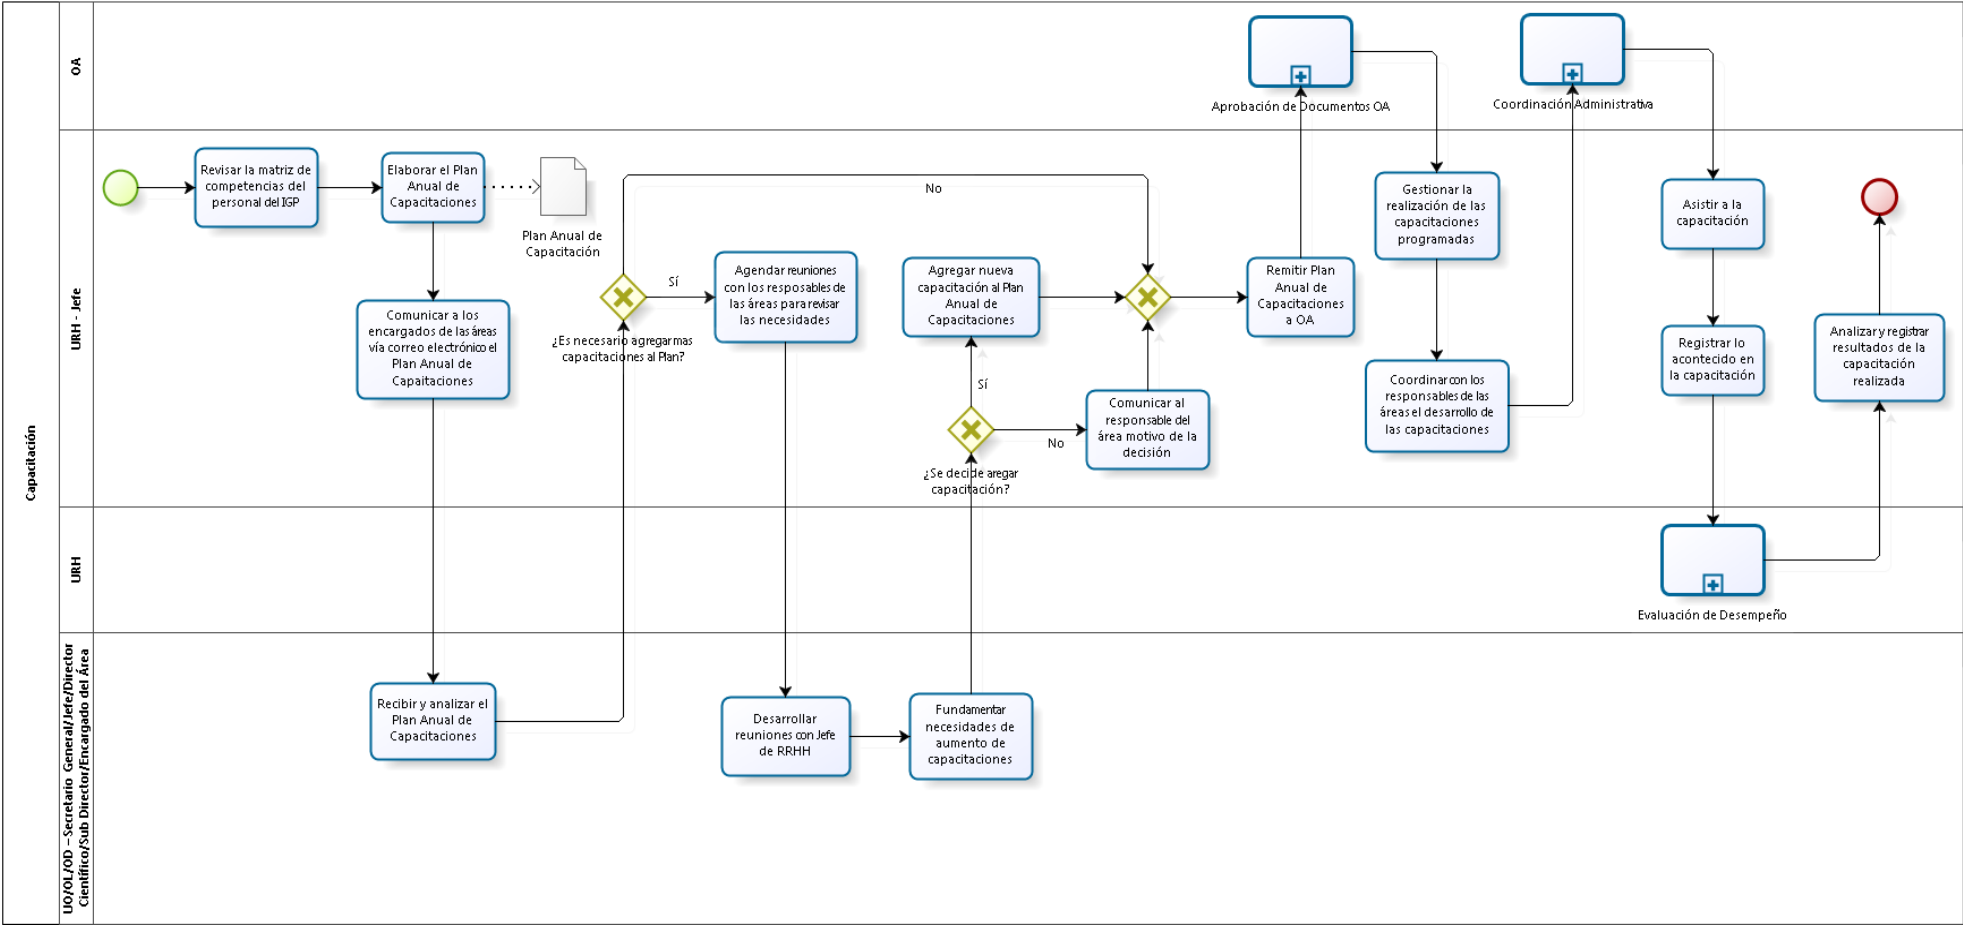 Capacitación
OA
URH - Jefe
URH
UO/OL/OD – Secretario General/Jefe/Director
Científico/Sub Director/Encargado del Área
Revisar la matriz de
competencias del
personal del IGP
Elaborar el Plan
Anual de
Capacitaciones
Plan Anual de
Capacitación
Comunicar a los
encargados de las áreas
vía correo electrónico el
Plan Anual de
Capaitaciones
Recibir y analizar el
Plan Anual de
Capacitaciones
¿Es necesario agregar mas
capacitaciones al Plan?
No
Sí
Agendar reuniones
con los resposables de
las áreas para revisar
las necesidades
Desarrollar
reuniones con Jefe
de RRHH
Fundamentar
necesidades de
aumento de
capacitaciones
¿Se decide aregar
capacitación?
Sí
No
Agregar nueva
capacitación al Plan
Anual de
Capacitaciones
Comunicar al
responsable del
área motivo de la
decisión
Remitir Plan
Anual de
Capacitaciones
a OA
Aprobación de Documentos OA
Gestionar la
realización de las
capacitaciones
programadas
Coordinar con los
responsables de las
áreas el desarrollo de
las capacitaciones
Coordinación Administrativa
Asistir a la
capacitación
Registrar lo
acontecido en
la capacitación
Evaluación de Desempeño
Analizar y registrar
resultados de la
capacitación
realizada